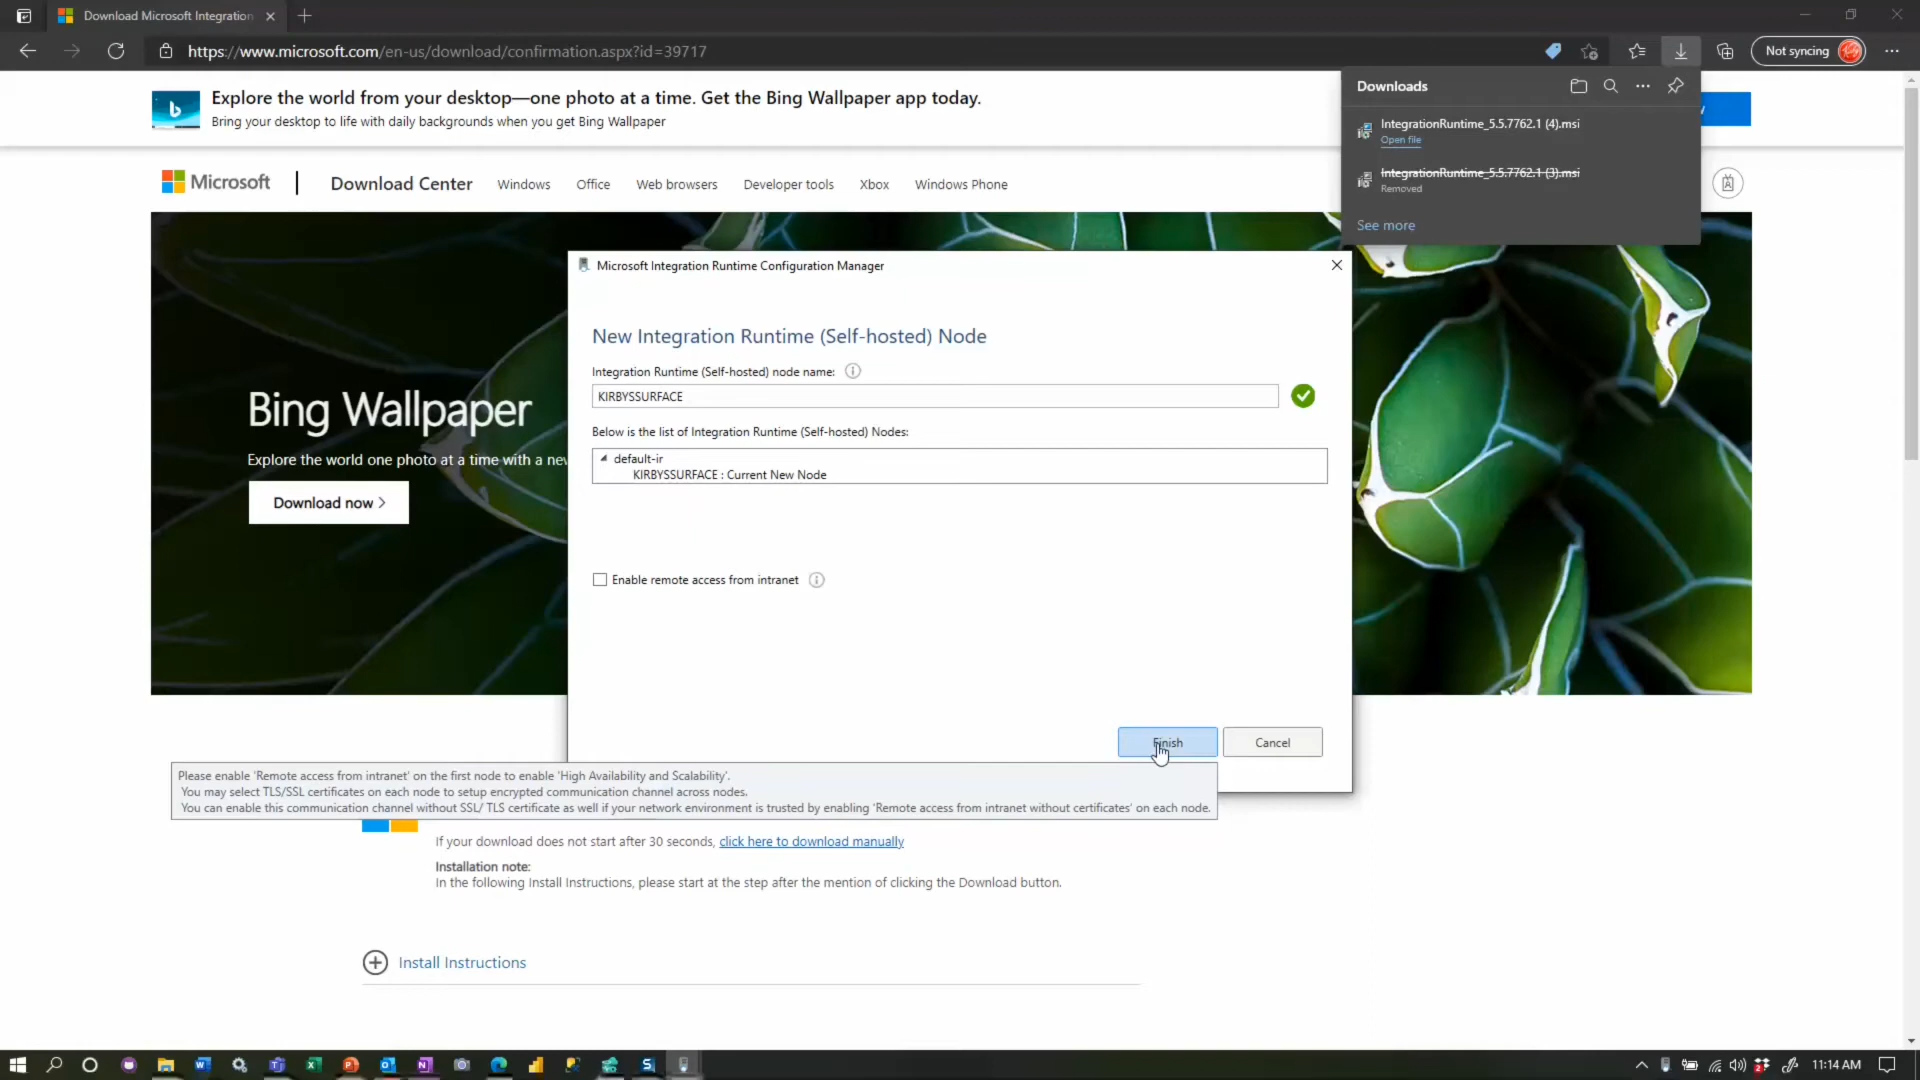 Download Microsoft Integration
https://www.microsoft.com/en-us/download/confirmation.aspx?id=39717
Not syncing
Explore the world from your desktop—one photo at a time. Get the Bing Wallpaper app today.
Bring your desktop to life with daily backgrounds when you get Bing Wallpaper
Downloads
IntegrationRuntime_5.5.7762.1 (4).msi
Open file
IntegrationRuntime_5.5.7762.1 (3).msi
Removed
See more
Microsoft
Download Center
Windows
Office
Web browsers
Developer tools
Xbox
Windows Phone
Microsoft Integration Runtime Configuration Manager
New Integration Runtime (Self-hosted) Node
Integration Runtime (Self-hosted) node name:
KIRBYSSURFACE
Below is the list of Integration Runtime (Self-hosted) Nodes:
default-ir
KIRBYSSURFACE : Current New Node
Enable remote access from intranet
Finish
Cancel
Bing Wallpaper
Explore the world one photo at a time with a new
Download now >
Please enable 'Remote access from intranet' on the first node to enable 'High Availability and Scalability'.
You may select TLS/SSL certificates on each node to setup encrypted communication channel across nodes.
You can enable this communication channel without SSL/ TLS certificate as well if your network environment is trusted by enabling 'Remote access from intranet without certificates' on each node.
If your download does not start after 30 seconds, click here to download manually
Installation note:
In the following Install Instructions, please start at the step after the mention of clicking the Download button.
Install Instructions
11:14 AM